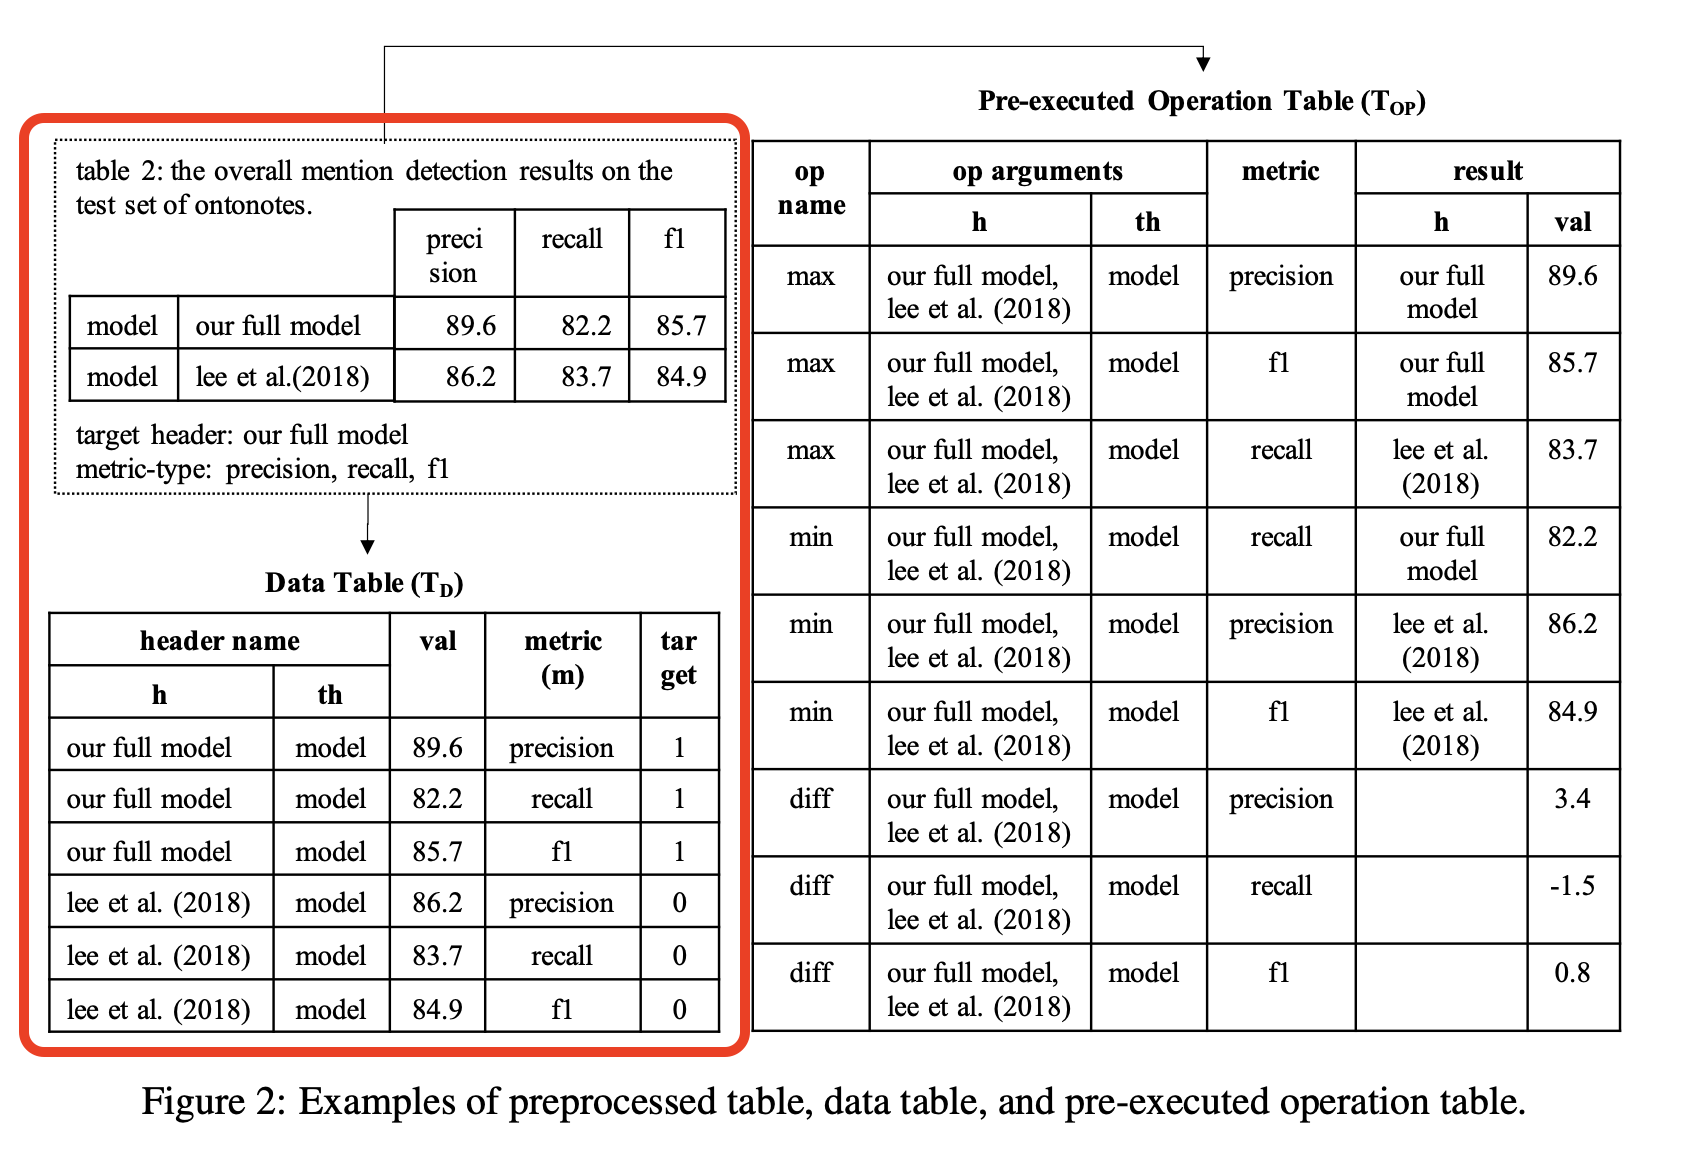 Pre-executed Operation Table (TOP)
table 2: the overall mention detection results on the
test set of ontonotes.
preci
sion
recall
f1
model our full model 89.6 82.2 85.7
model lee et al.(2018) 86.2 83.7 84.9
target header: our full model
metric-type: precision, recall, f1
Data Table (TD)
header name val metric tar
(m) get
h th
our full model model 89.6 precision 1
our full model model 82.2 recall 1
our full model model 85.7 f1 1
lee et al. (2018) model 86.2 precision 0
lee et al. (2018) model 83.7 recall 0
lee et al. (2018) model 84.9 f1 0
op op arguments metric result
name
h th h val
max our full model, model precision our full 89.6
lee et al. (2018) model
max our full model, model f1 our full 85.7
lee et al. (2018) model
max our full model, model recall lee et al. 83.7
lee et al. (2018) (2018)
min our full model, model recall our full 82.2
lee et al. (2018) model
min our full model, model precision lee et al. 86.2
lee et al. (2018) (2018)
min our full model, model f1 lee et al. 84.9
lee et al. (2018) (2018)
diff our full model, model precision 3.4
lee et al. (2018)
diff our full model, model recall -1.5
lee et al. (2018)
diff our full model, model f1 0.8
lee et al. (2018)
Figure 2: Examples of preprocessed table, data table, and pre-executed operation table.